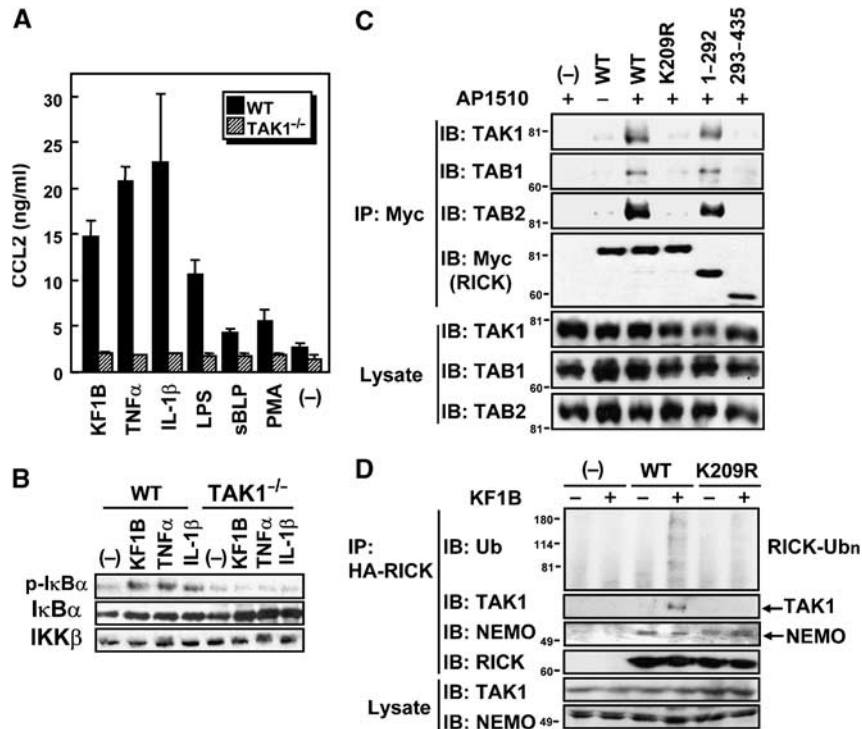 A
30
25
20
15
10
5
0
CCL2 (ng/ml)
WT
TAK1⁻/⁻
KF1B
TNFα
IL-1β
LPS
sBLP
PMA
(-)
B
WT TAK1⁻/⁻
(-) KF1B TNFα IL-1β (-) KF1B TNFα IL-1β
p-IκBα
IκBα
IKKβ
C
(-) WT WT K209R 1-292 293-435
AP1510 + − + + + +
IP: Myc
IB: TAK1 81-
IB: TAB1 60-
IB: TAB2 81-
IB: Myc (RICK) 81- 60-
Lysate
IB: TAK1 81-
IB: TAB1 60-
IB: TAB2 81-
D
(-) WT K209R
KF1B − + − + − +
IP: HA-RICK
IB: Ub 180- 114- 81- RICK-Ubn
IB: TAK1 ←TAK1
IB: NEMO 49- ←NEMO
IB: RICK 60-
Lysate
IB: TAK1
IB: NEMO 49-